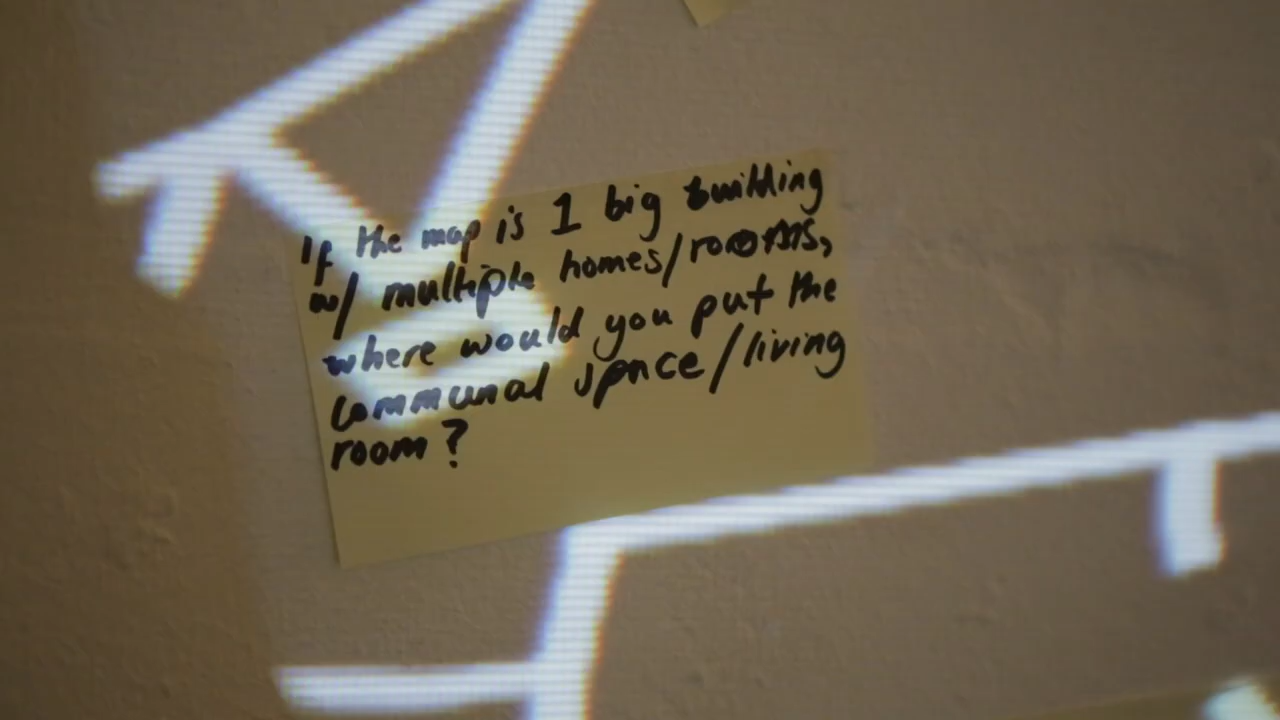 If the map is 1 big building
w/ multiple homes/rooms,
where would you put the
communal space/living
room?